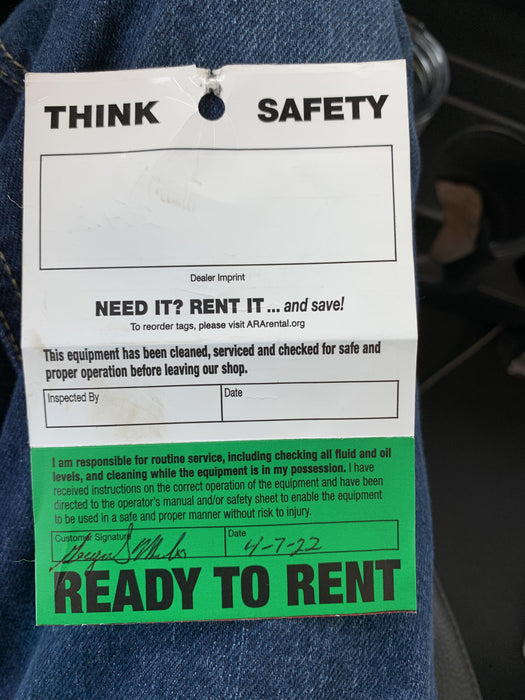 THINK SAFETY
Dealer Imprint
NEED IT? RENT IT ... and save!
To reorder tags, please visit ARArental.org
This equipment has been cleaned, serviced and checked for safe and
proper operation before leaving our shop.
Inspected By Date
I am responsible for routine service, including checking all fluid and oil
levels, and cleaning while the equipment is in my possession. I have
received instructions on the correct operation of the equipment and have been
directed to the operator's manual and/or safety sheet to enable the equipment
to be used in a safe and proper manner without risk to injury.
Customer Signature Date
4-7-22
READY TO RENT